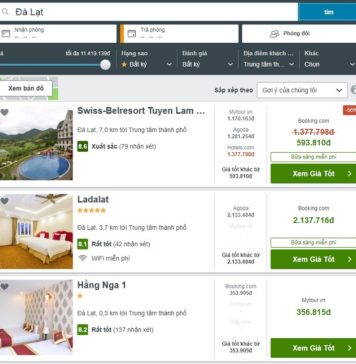 Đà Lạt
tìm
Nhận phòng
-- . -- . --
Trả phòng
-- . -- . --
Phòng đôi
tối đa 11.419.139đ
Hạng sao
Bất kỳ
Đánh giá
Bất kỳ
Địa điểm khách ...
Trung tâm th...
Khác
Chọn
Xem bản đồ
Sắp xếp theo
Gợi ý của chúng tôi
Swiss-Belresort Tuyen Lam ...
Đà Lạt, 7,0 km tới Trung tâm thành phố
8.6 Xuất sắc (79 nhận xét)
Mytour.vn
1.170.163đ
Agoda
1.201.254đ
Hotels.com
1.377.798đ
Giá tốt khác từ
593.810đ
Booking.com
1.377.798đ
593.810đ
Bữa sáng miễn phí
Xem Giá Tốt
Ladalat
Đà Lạt, 3,7 km tới Trung tâm thành phố
8.1 Rất tốt (42 nhận xét)
WiFi miễn phí
Agoda
2.133.484đ
Giá tốt khác từ
2.133.484đ
Booking.com
2.137.716đ
Bữa sáng miễn phí
Xem Giá Tốt
Hằng Nga 1
Đà Lạt, 0,3 km tới Trung tâm thành phố
8.2 Rất tốt (137 nhận xét)
Booking.com
353.905đ
Giá tốt khác từ
353.905đ
Mytour.vn
356.815đ
Xem Giá Tốt